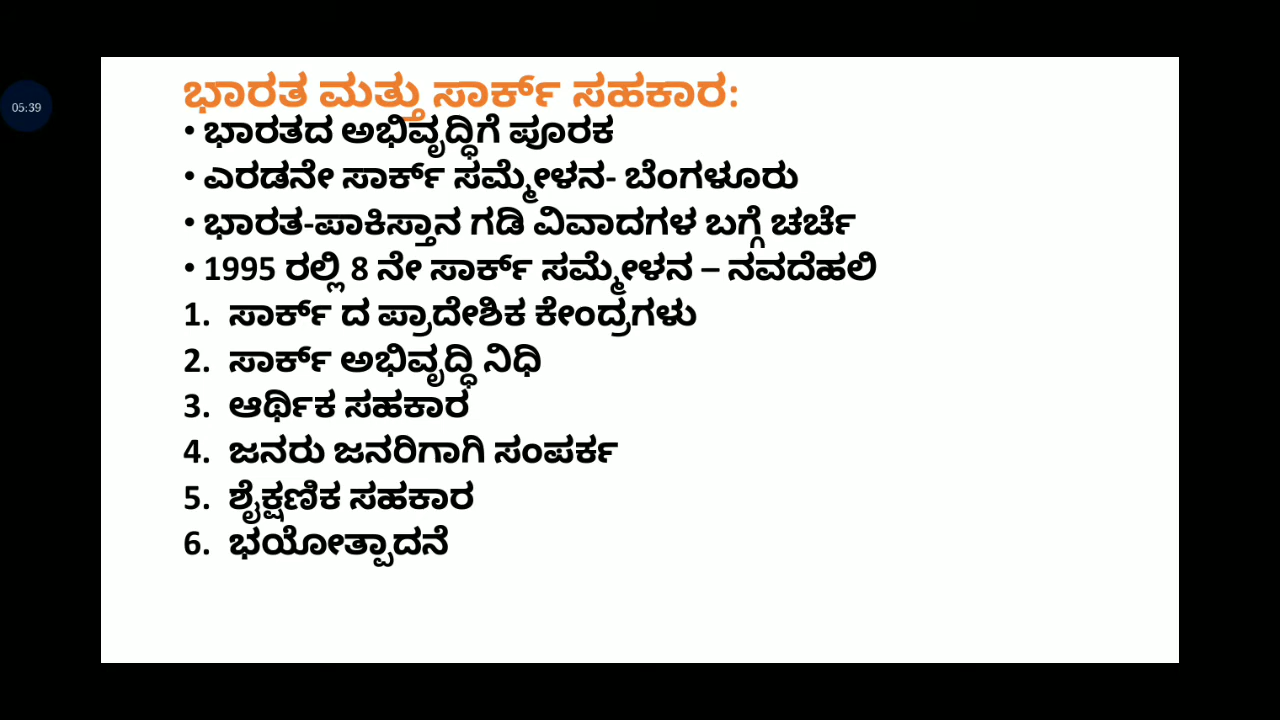 ಭಾರತ ಮತ್ತು ಸಾರ್ಕ್ ಸಹಕಾರ:
05:39
• ಭಾರತದ ಅಭಿವೃದ್ಧಿಗೆ ಪೂರಕ
• ಎರಡನೇ ಸಾರ್ಕ್ ಸಮ್ಮೇಳನ- ಬೆಂಗಳೂರು
• ಭಾರತ-ಪಾಕಿಸ್ತಾನ ಗಡಿ ವಿವಾದಗಳ ಬಗ್ಗೆ ಚರ್ಚೆ
• 1995 ರಲ್ಲಿ 8 ನೇ ಸಾರ್ಕ್ ಸಮ್ಮೇಳನ – ನವದೆಹಲಿ
1. ಸಾರ್ಕ್ ದ ಪ್ರಾದೇಶಿಕ ಕೇಂದ್ರಗಳು
2. ಸಾರ್ಕ್ ಅಭಿವೃದ್ಧಿ ನಿಧಿ
3. ಆರ್ಥಿಕ ಸಹಕಾರ
4. ಜನರು ಜನರಿಗಾಗಿ ಸಂಪರ್ಕ
5. ಶೈಕ್ಷಣಿಕ ಸಹಕಾರ
6. ಭಯೋತ್ಪಾದನೆ